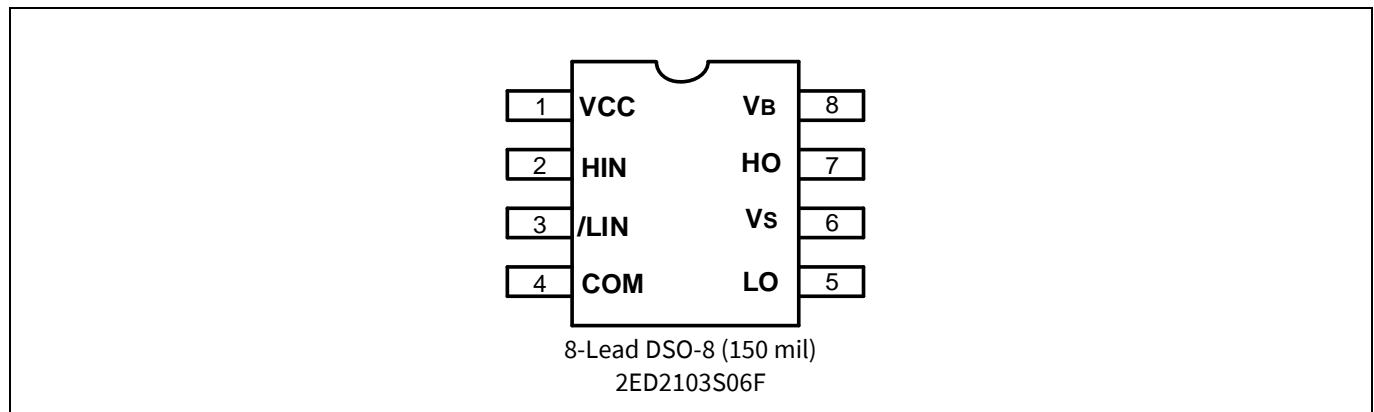 1 VCC VB 8
2 HIN HO 7
3 /LIN VS 6
4 COM LO 5
8-Lead DSO-8 (150 mil)
2ED2103S06F